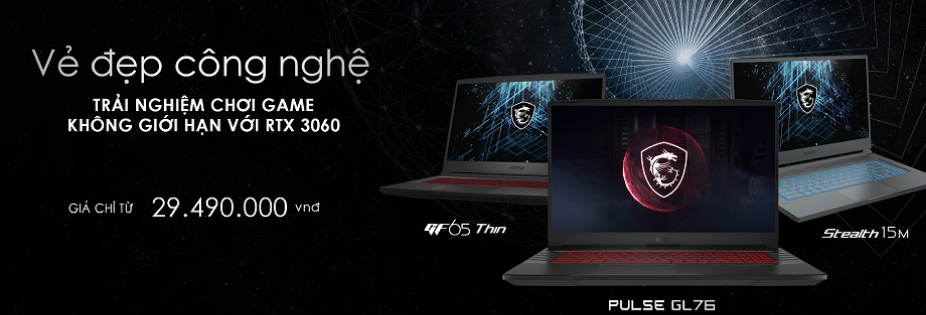 Vẻ đẹp công nghệ
TRẢI NGHIỆM CHƠI GAME
KHÔNG GIỚI HẠN VỚI RTX 3060
GIÁ CHỈ TỪ 29.490.000 vnđ
GF65 Thin
Stealth 15M
PULSE GL76